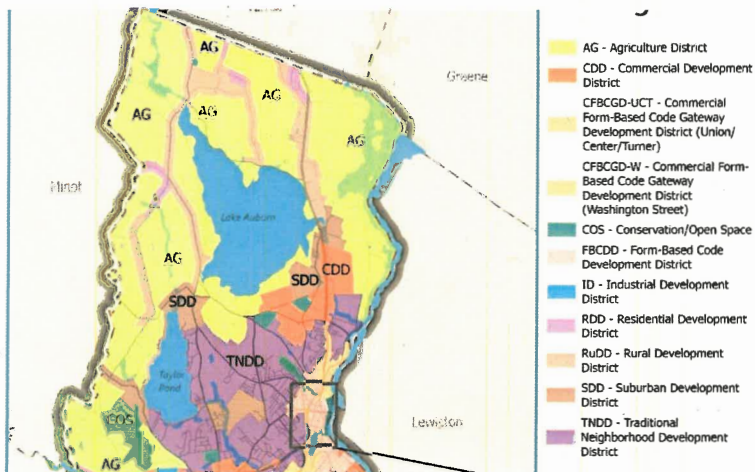 AG
Greene
AG
AG
AG
AG
Minot
Lake Auburn
AG
SDD
CDD
SDD
TNDD
Taylor
Pond
COS
Lewiston
AG
AG - Agriculture District
CDD - Commercial Development
District
CFBCGD-UCT - Commercial
Form-Based Code Gateway
Development District (Union/
Center/Turner)
CFBCGD-W - Commercial Form-
Based Code Gateway
Development District
(Washington Street)
COS - Conservation/Open Space
FBCDD - Form-Based Code
Development District
ID - Industrial Development
District
RDD - Residential Development
District
RuDD - Rural Development
District
SDD - Suburban Development
District
TNDD - Traditional
Neighborhood Development
District